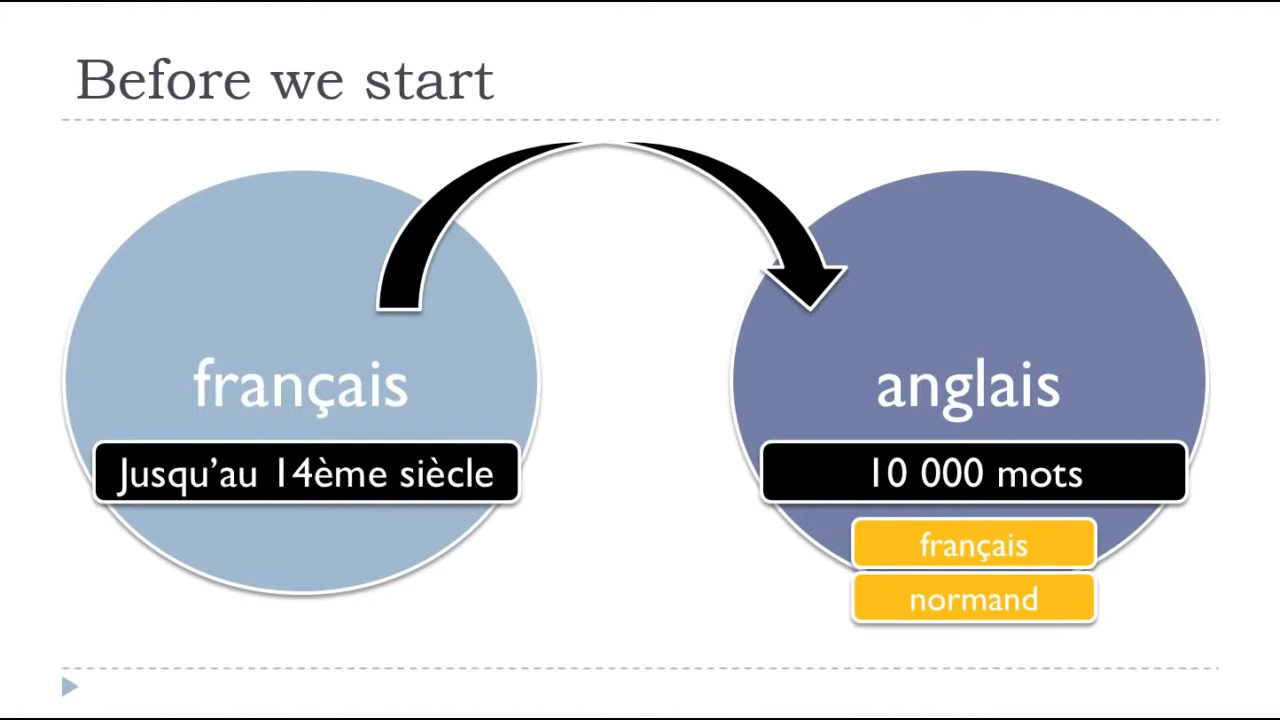 Before we start
français
Jusqu’au 14ème siècle
anglais
10 000 mots
français
normand